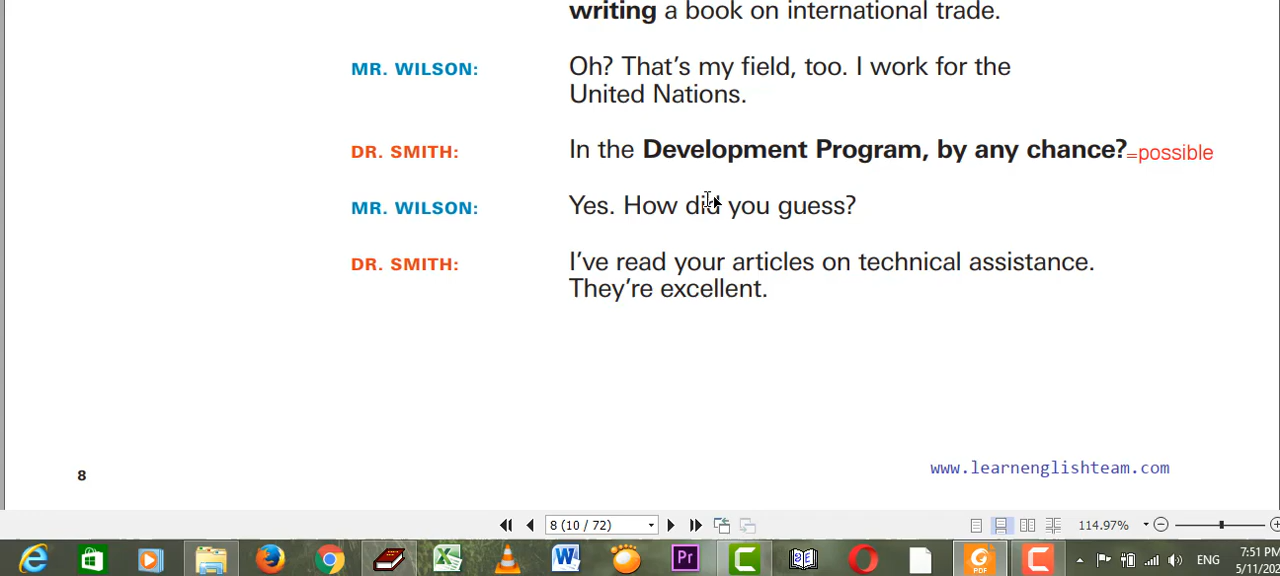 writing a book on international trade.
MR. WILSON: Oh? That's my field, too. I work for the
United Nations.
DR. SMITH: In the Development Program, by any chance?=possible
MR. WILSON: Yes. How did you guess?
DR. SMITH: I've read your articles on technical assistance.
They're excellent.
8
www.learnenglishteam.com
8 (10 / 72)
114.97%
ENG
7:51 PM